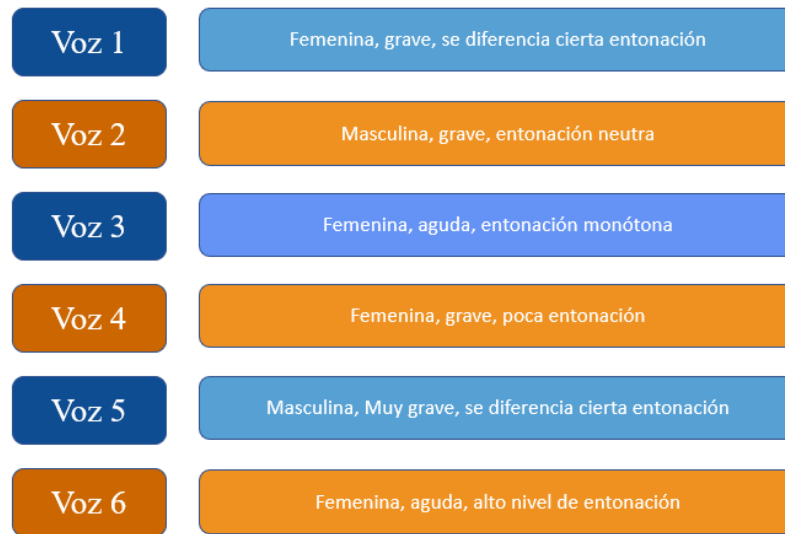 Voz 1
Femenina, grave, se diferencia cierta entonación
Voz 2
Masculina, grave, entonación neutra
Voz 3
Femenina, aguda, entonación monótona
Voz 4
Femenina, grave, poca entonación
Voz 5
Masculina, Muy grave, se diferencia cierta entonación
Voz 6
Femenina, aguda, alto nivel de entonación